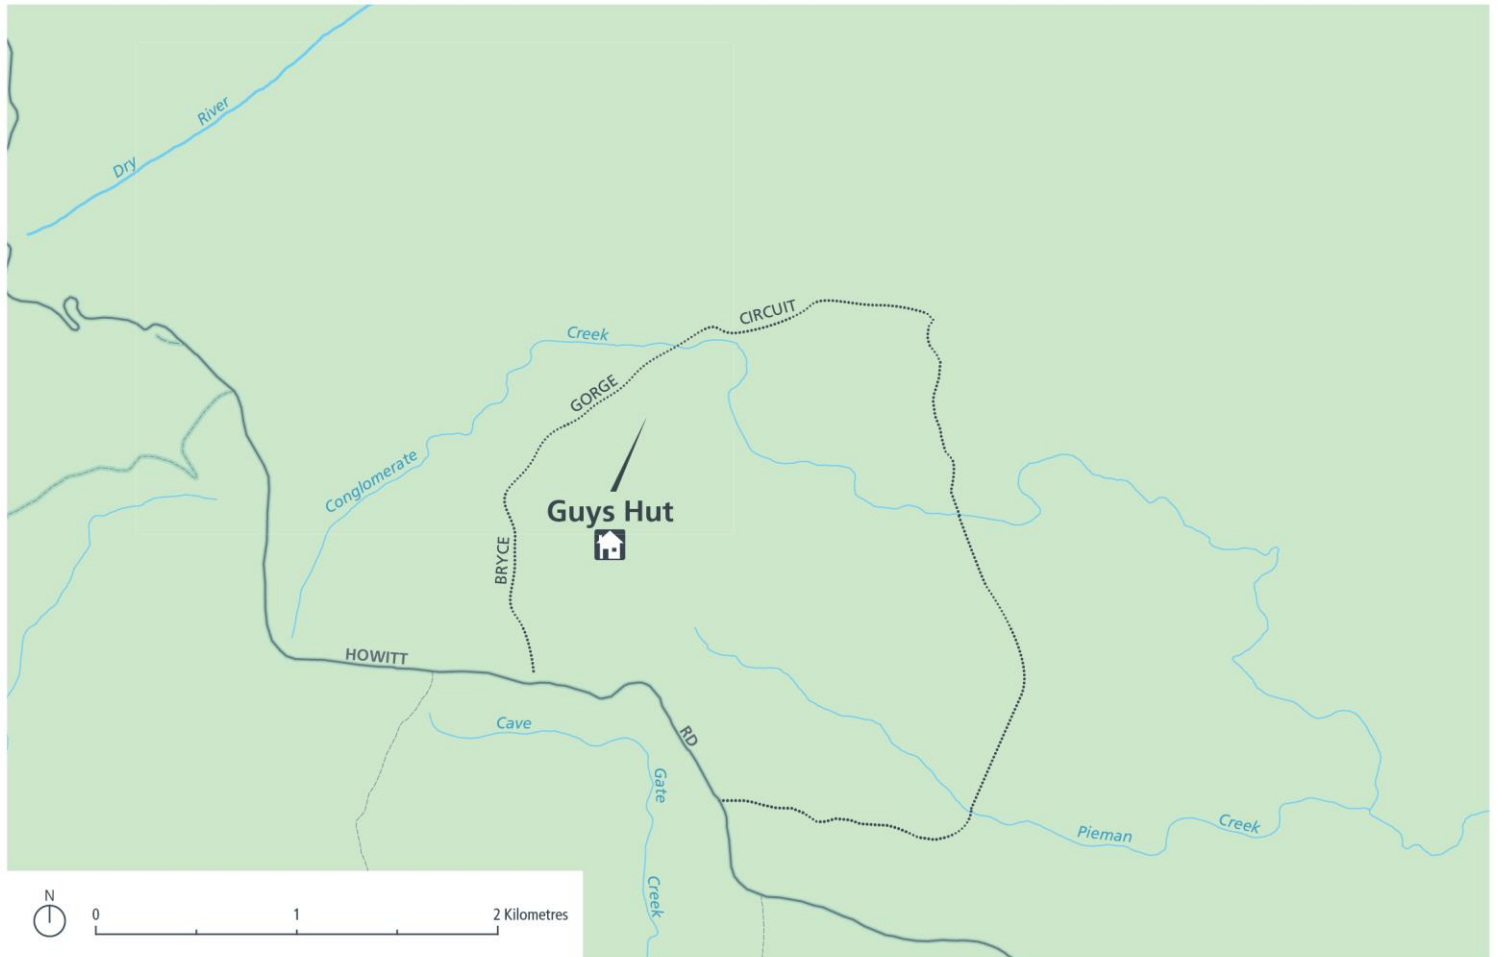 River
Dry
CIRCUIT
Creek
GORGE
Conglomerate
Guys Hut
BRYCE
HOWITT
Cave
RD
Gate
Creek
Pieman
Creek
N
0 1 2 Kilometres